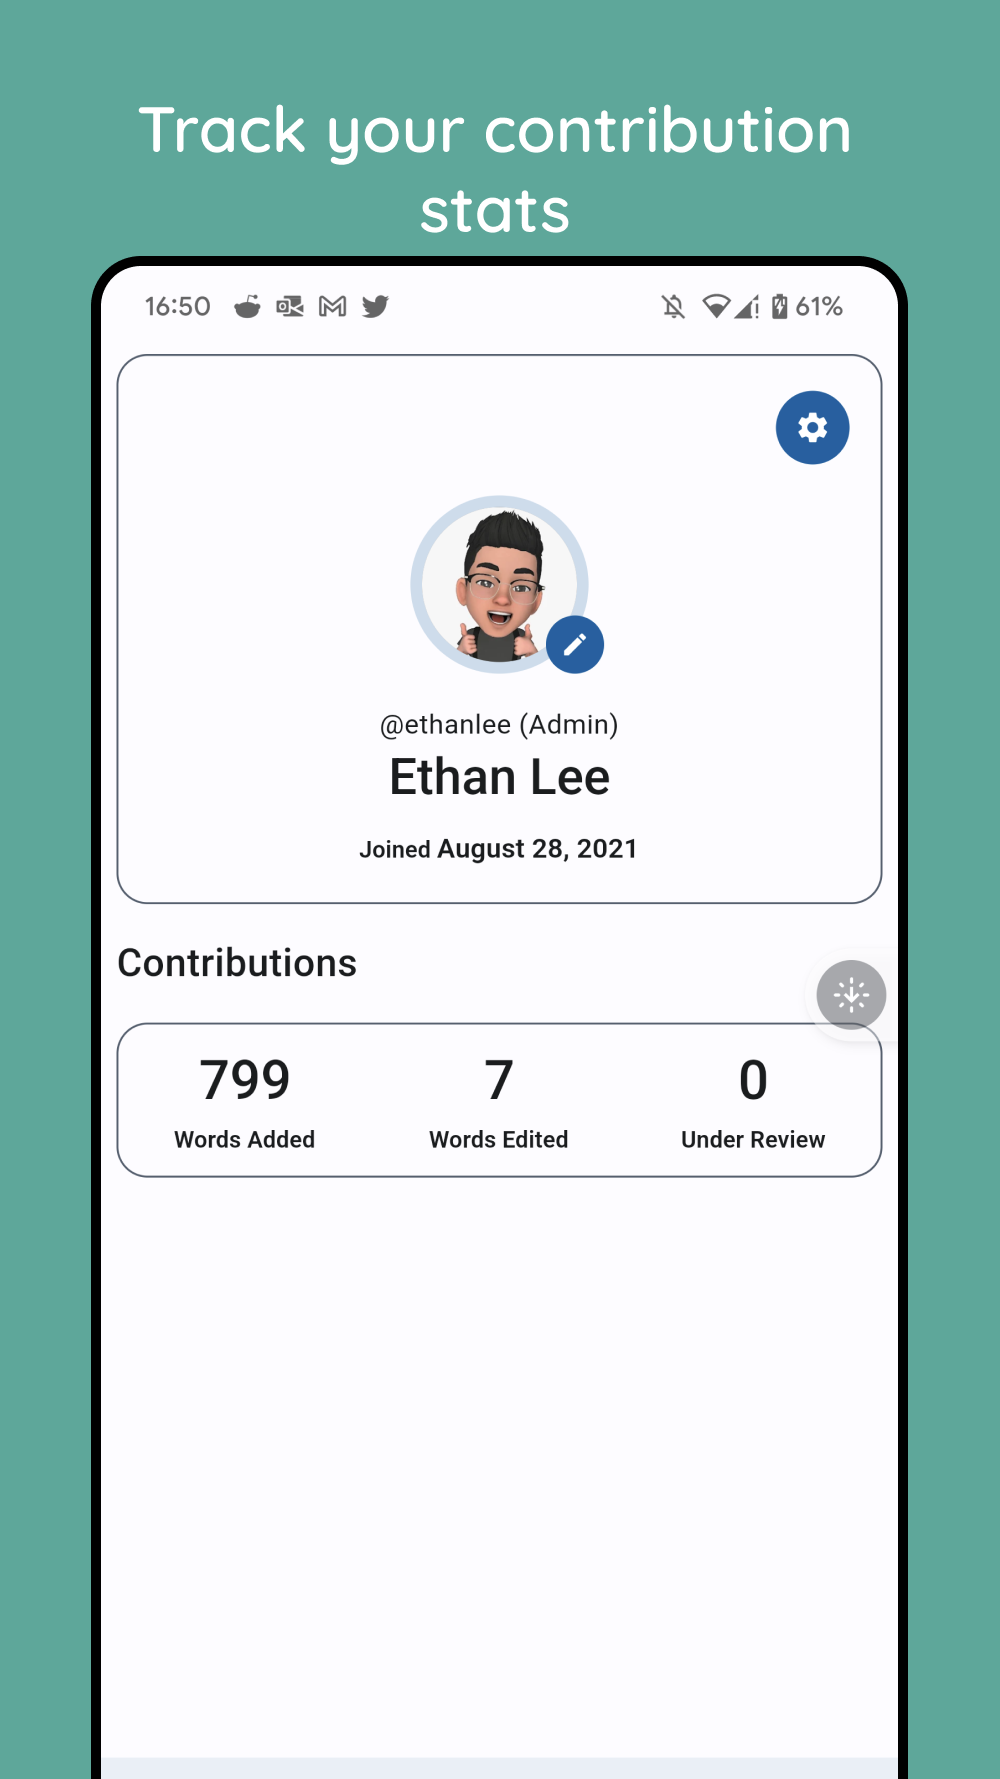 Track your contribution
stats
16:50 61%
@ethanlee (Admin)
Ethan Lee
Joined August 28, 2021
Contributions
799 7 0
Words Added Words Edited Under Review